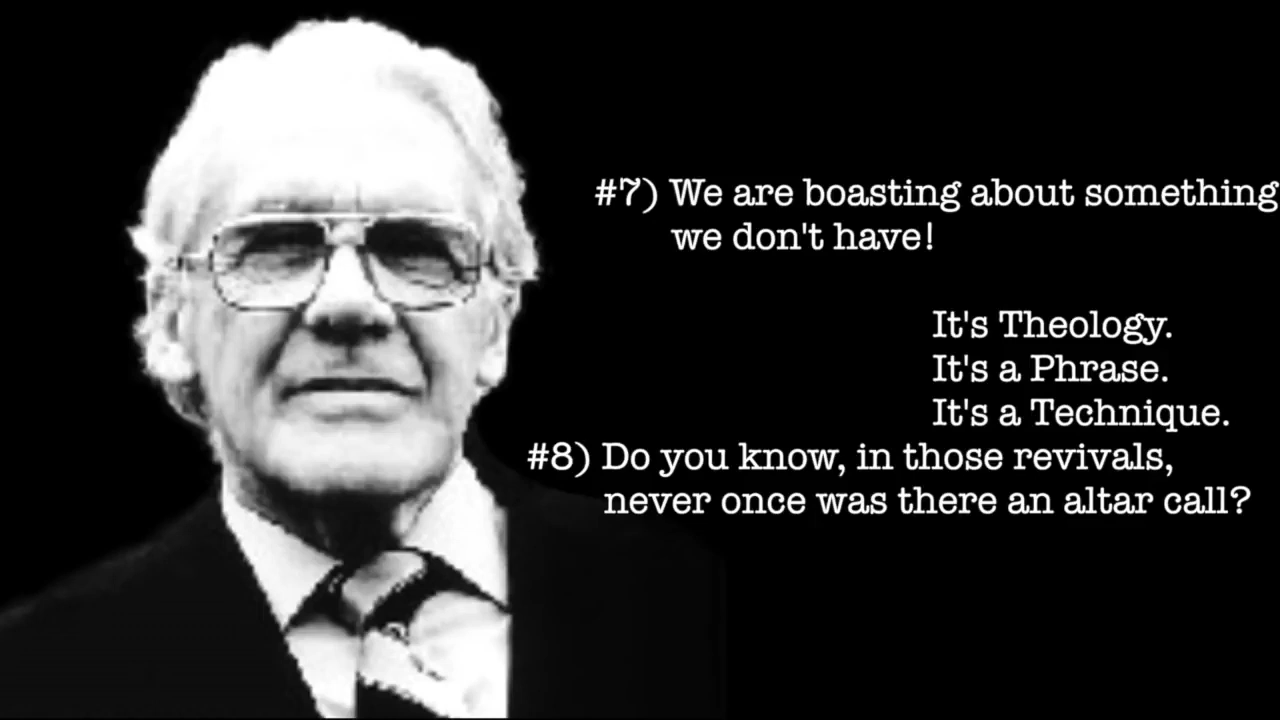 #7) We are boasting about something
we don't have!
It's Theology.
It's a Phrase.
It's a Technique.
#8) Do you know, in those revivals,
never once was there an altar call?